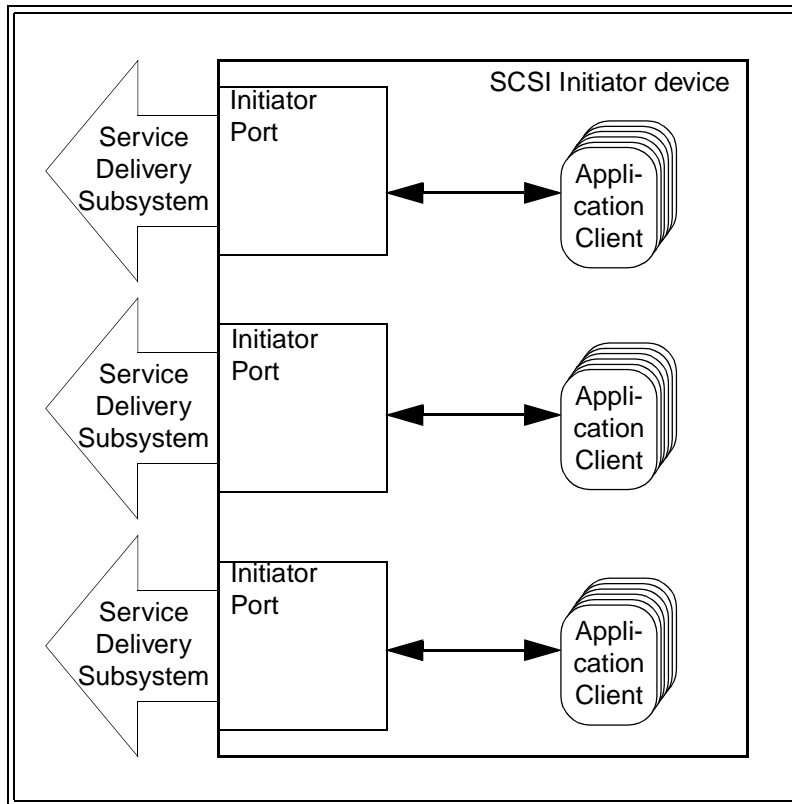 SCSI Initiator device
Initiator
Port
Service
Delivery
Subsystem
Appli-
cation
Client
Initiator
Port
Service
Delivery
Subsystem
Appli-
cation
Client
Initiator
Port
Service
Delivery
Subsystem
Appli-
cation
Client